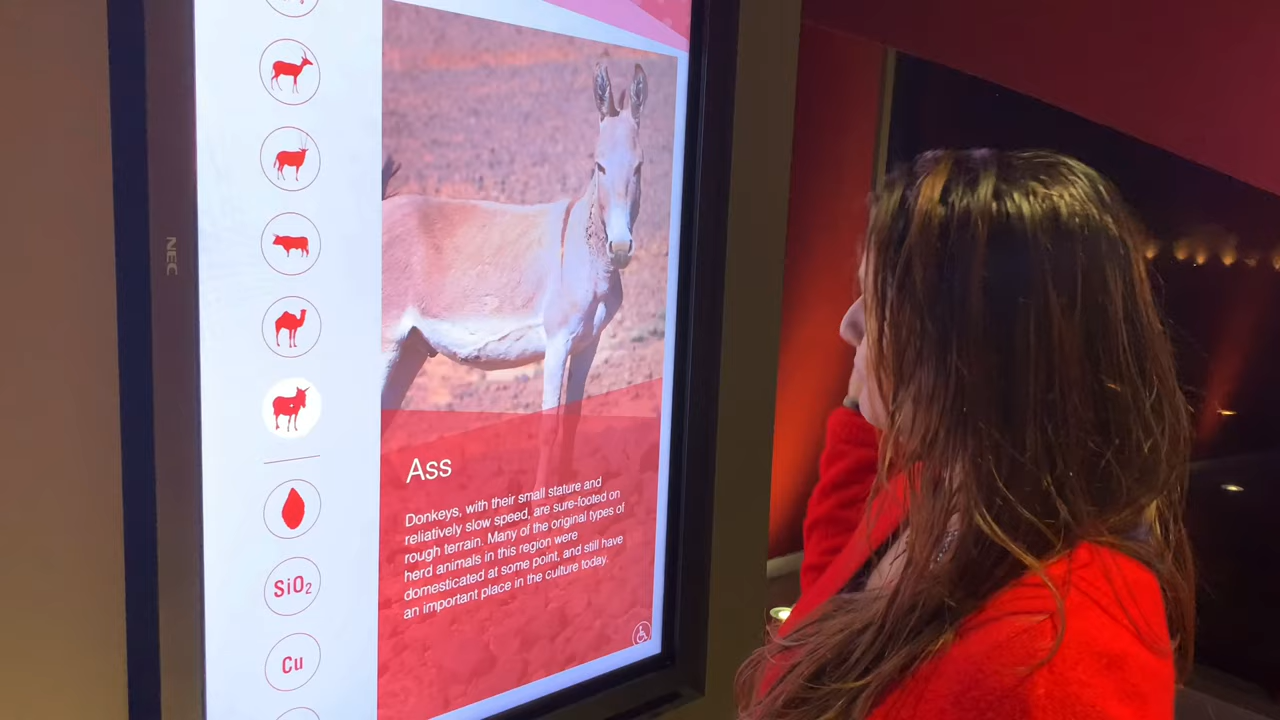 NEC
SiO2
Cu
Ass
Donkeys, with their small stature and
relatively slow speed, are sure-footed on
rough terrain. Many of the original types of
herd animals in this region were
domesticated at some point, and still have
an important place in the culture today.